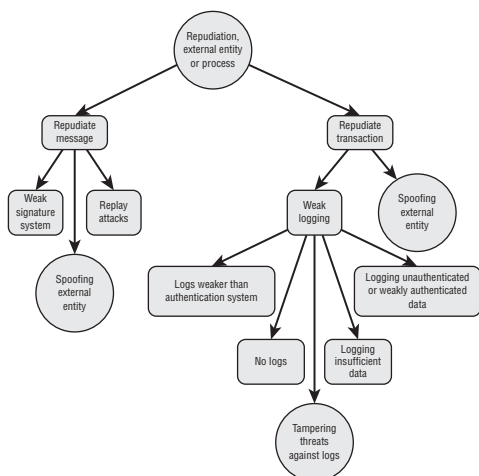 Repudiation,
external entity
or process
Repudiate
message
Repudiate
transaction
Weak
signature
system
Replay
attacks
Spoofing
external
entity
Weak
logging
Spoofing
external
entity
Logs weaker than
authentication system
Logging unauthenticated
or weakly authenticated
data
No logs
Logging
insufficient
data
Tampering
threats
against logs